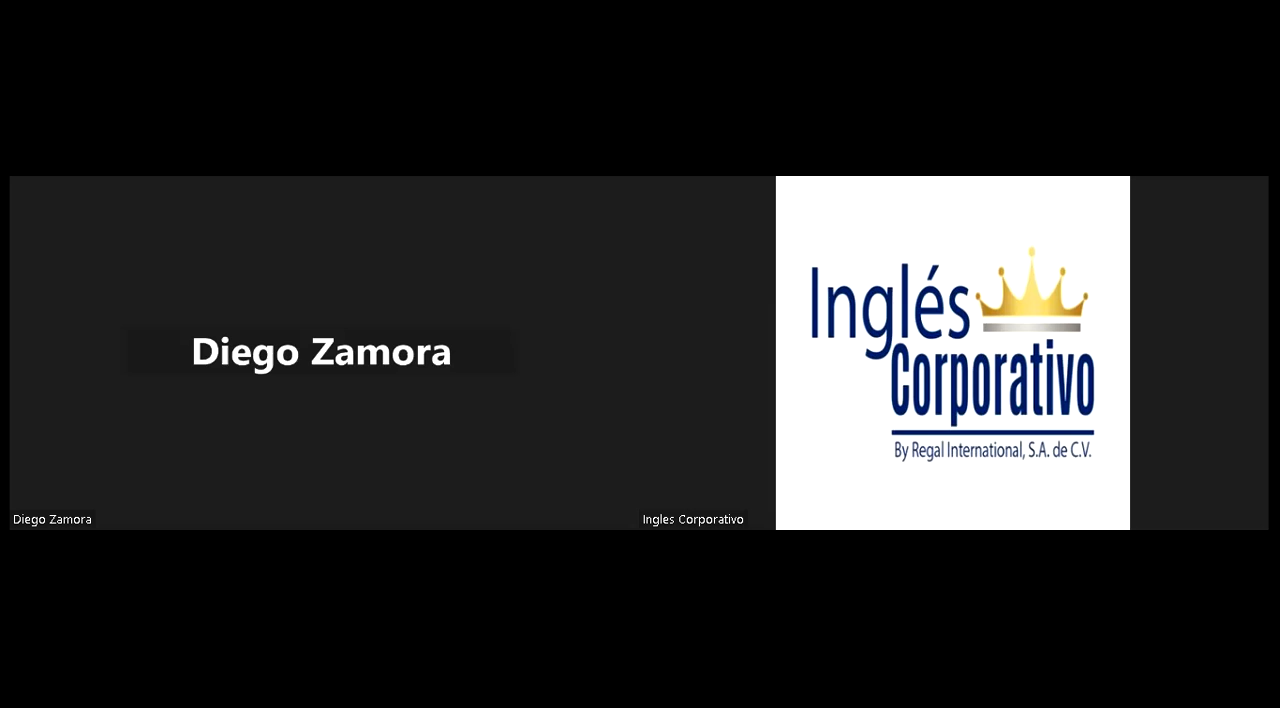 Diego Zamora
Diego Zamora
Inglés
Corporativo
By Regal International, S.A. de C.V.
Ingles Corporativo